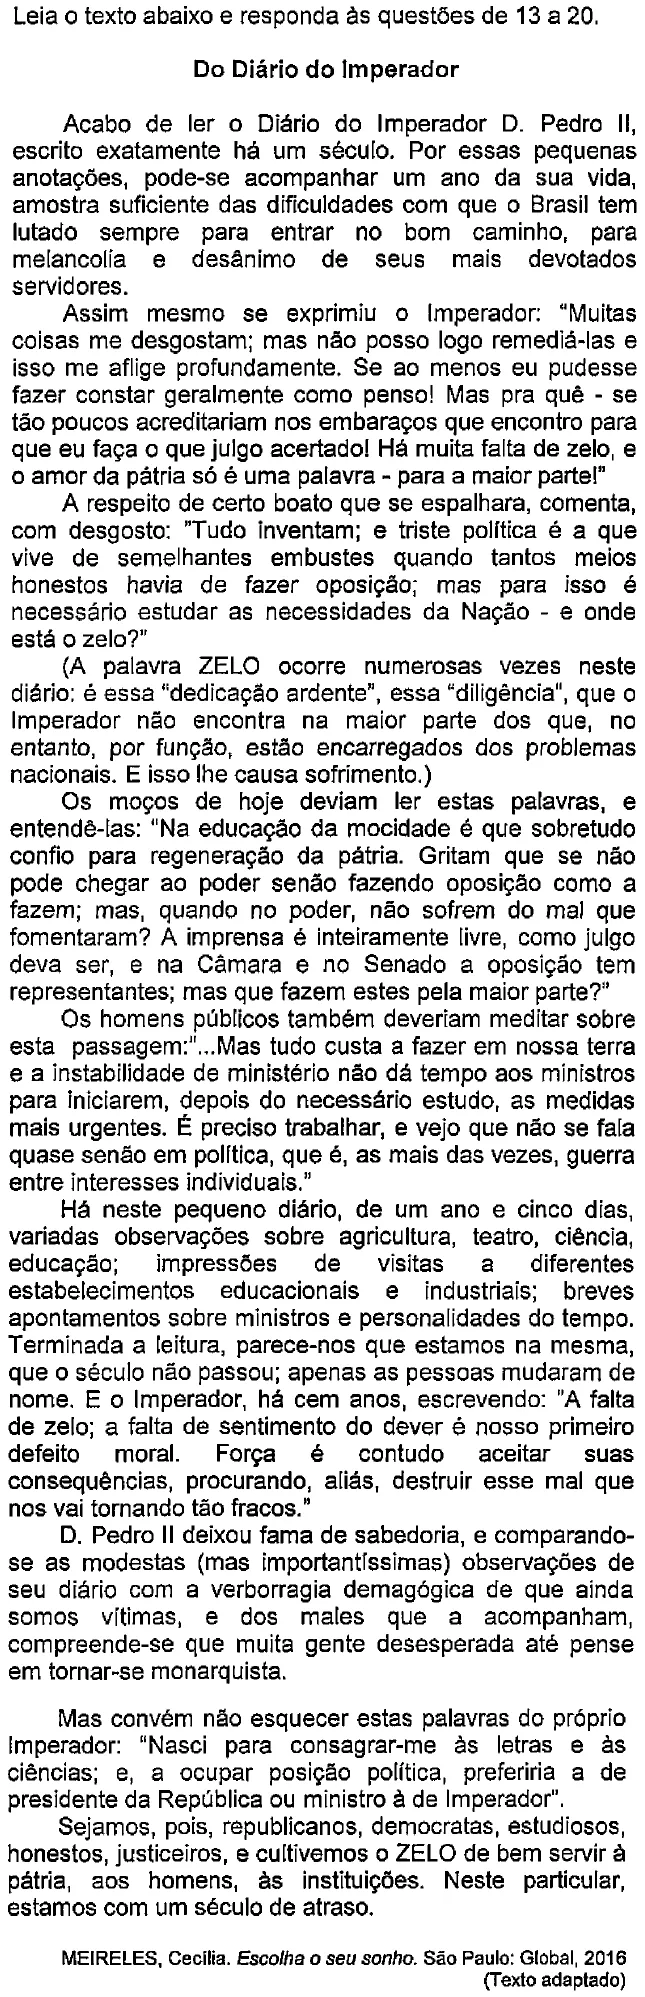 Leia o texto abaixo e responda às questões de 13 a 20.
Do Diário do Imperador
Acabo de ler o Diário do Imperador D. Pedro II,
escrito exatamente há um século. Por essas pequenas
anotações, pode-se acompanhar um ano da sua vida,
amostra suficiente das dificuldades com que o Brasil tem
lutado sempre para entrar no bom caminho, para
melancolia e desânimo de seus mais devotados
servidores.
Assim mesmo se exprimiu o Imperador: "Muitas
coisas me desgostam; mas não posso logo remediá-las e
isso me aflige profundamente. Se ao menos eu pudesse
fazer constar geralmente como penso! Mas pra quê - se
tão poucos acreditariam nos embaraços que encontro para
que eu faça o que julgo acertado! Há muita falta de zelo, e
o amor da pátria só é uma palavra - para a maior parte!"
A respeito de certo boato que se espalhara, comenta,
com desgosto: "Tudo inventam; e triste política é a que
vive de semelhantes embustes quando tantos meios
honestos havia de fazer oposição; mas para isso é
necessário estudar as necessidades da Nação - e onde
está o zelo?"
(A palavra ZELO ocorre numerosas vezes neste
diário: é essa "dedicação ardente", essa "diligência", que o
Imperador não encontra na maior parte dos que, no
entanto, por função, estão encarregados dos problemas
nacionais. E isso lhe causa sofrimento.)
Os moços de hoje deviam ler estas palavras, e
entendê-las: "Na educação da mocidade é que sobretudo
confio para regeneração da pátria. Gritam que se não
pode chegar ao poder senão fazendo oposição como a
fazem; mas, quando no poder, não sofrem do mal que
fomentaram? A imprensa é inteiramente livre, como julgo
deva ser, e na Câmara e no Senado a oposição tem
representantes; mas que fazem estes pela maior parte?"
Os homens públicos também deveriam meditar sobre
esta passagem:"...Mas tudo custa a fazer em nossa terra
e a instabilidade de ministério não dá tempo aos ministros
para iniciarem, depois do necessário estudo, as medidas
mais urgentes. É preciso trabalhar, e vejo que não se fala
quase senão em política, que é, as mais das vezes, guerra
entre interesses individuais."
Há neste pequeno diário, de um ano e cinco dias,
variadas observações sobre agricultura, teatro, ciência,
educação; impressões de visitas a diferentes
estabelecimentos educacionais e industriais; breves
apontamentos sobre ministros e personalidades do tempo.
Terminada a leitura, parece-nos que estamos na mesma,
que o século não passou; apenas as pessoas mudaram de
nome. E o Imperador, há cem anos, escrevendo: "A falta
de zelo; a falta de sentimento do dever é nosso primeiro
defeito moral. Força é contudo aceitar suas
consequências, procurando, aliás, destruir esse mal que
nos vai tornando tão fracos."
D. Pedro II deixou fama de sabedoria, e comparando-
se as modestas (mas importantíssimas) observações de
seu diário com a verborragia demagógica de que ainda
somos vítimas, e dos males que a acompanham,
compreende-se que muita gente desesperada até pense
em tornar-se monarquista.
Mas convém não esquecer estas palavras do próprio
Imperador: "Nasci para consagrar-me às letras e às
ciências; e, a ocupar posição política, preferiria a de
presidente da República ou ministro à de Imperador".
Sejamos, pois, republicanos, democratas, estudiosos,
honestos, justiceiros, e cultivemos o ZELO de bem servir à
pátria, aos homens, às instituições. Neste particular,
estamos com um século de atraso.
MEIRELES, Cecília. Escolha o seu sonho. São Paulo: Global, 2016
(Texto adaptado)